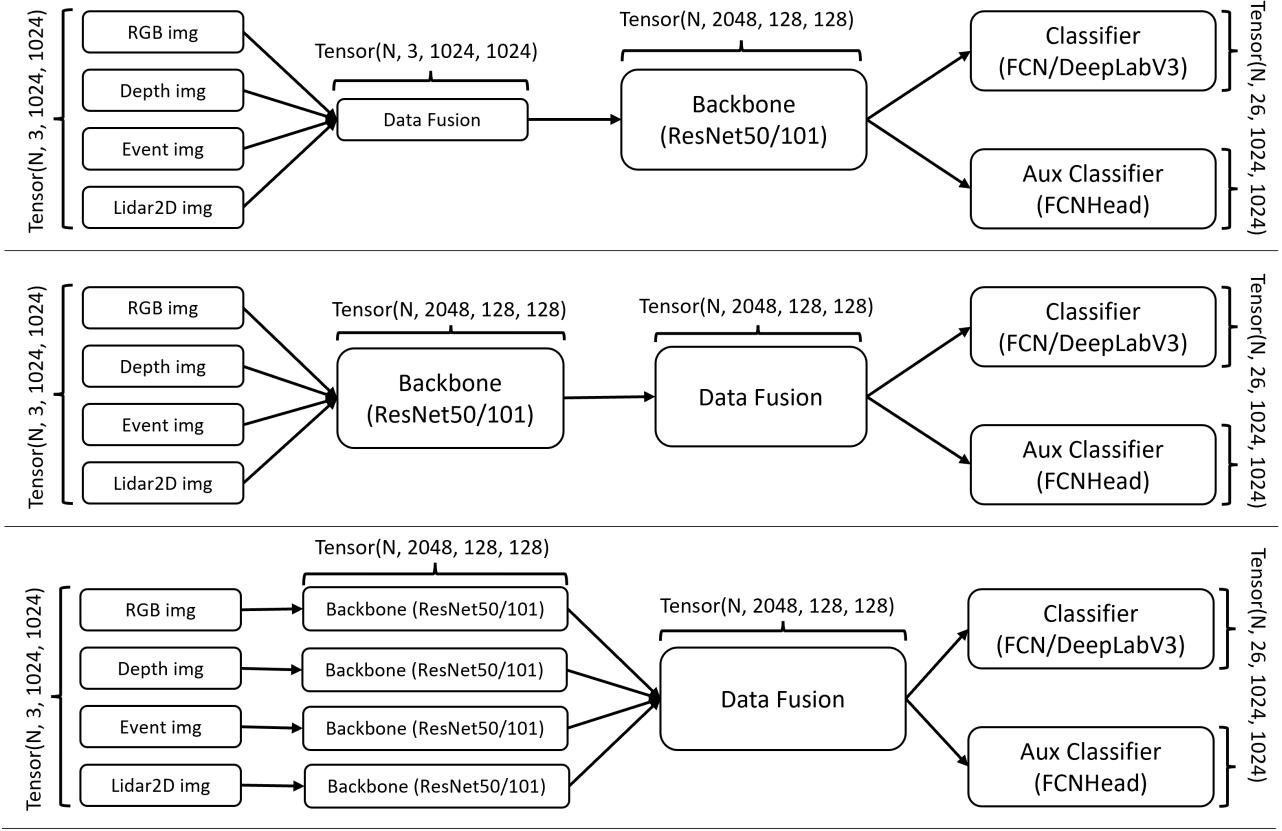 Tensor(N, 3, 1024, 1024)
RGB img
Depth img
Event img
Lidar2D img
Tensor(N, 3, 1024, 1024)
Data Fusion
Tensor(N, 2048, 128, 128)
Backbone
(ResNet50/101)
Classifier
(FCN/DeepLabV3)
Aux Classifier
(FCNHead)
Tensor(N, 26, 1024, 1024)
Tensor(N, 3, 1024, 1024)
RGB img
Depth img
Event img
Lidar2D img
Tensor(N, 2048, 128, 128)
Backbone
(ResNet50/101)
Tensor(N, 2048, 128, 128)
Data Fusion
Classifier
(FCN/DeepLabV3)
Aux Classifier
(FCNHead)
Tensor(N, 26, 1024, 1024)
Tensor(N, 3, 1024, 1024)
RGB img
Depth img
Event img
Lidar2D img
Tensor(N, 2048, 128, 128)
Backbone (ResNet50/101)
Backbone (ResNet50/101)
Backbone (ResNet50/101)
Backbone (ResNet50/101)
Tensor(N, 2048, 128, 128)
Data Fusion
Classifier
(FCN/DeepLabV3)
Aux Classifier
(FCNHead)
Tensor(N, 26, 1024, 1024)